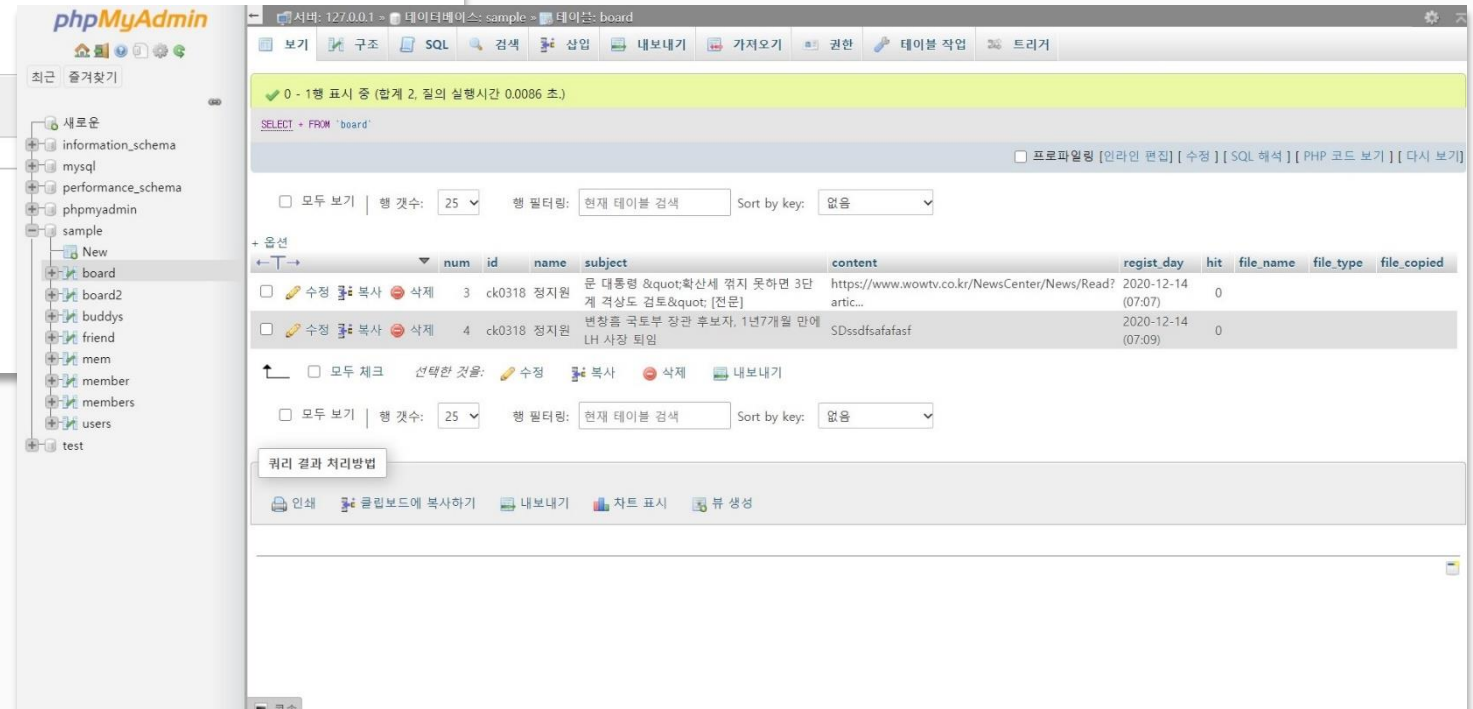 phpMyAdmin
최근 즐겨찾기
새로운
information_schema
mysql
performance_schema
phpmyadmin
sample
New
board
board2
buddys
friend
mem
member
members
users
test
서버: 127.0.0.1 » 데이터베이스: sample » 테이블: board
보기 구조 SQL 검색 삽입 내보내기 가져오기 권한 테이블 작업 트리거
0 - 1행 표시 중 (합계 2, 질의 실행시간 0.0086 초.)
SELECT * FROM `board`
프로파일링 [인라인 편집] [ 수정 ] [ SQL 해석 ] [ PHP 코드 보기 ] [ 다시 보기]
모두 보기 | 행 갯수: 25 행 필터링: 현재 테이블 검색 Sort by key: 없음
+ 옵션
←T→ ▼ num id name subject content regist_day hit file_name file_type file_copied
수정 복사 삭제 3 ck0318 정지원 문 대통령 &quot;확산세 꺾지 못하면 3단 https://www.wowtv.co.kr/NewsCenter/News/Read? 2020-12-14 0
계 격상도 검토&quot; [전문] artic... (07:07)
수정 복사 삭제 4 ck0318 정지원 변창흠 국토부 장관 후보자, 1년7개월 만에 SDssdfsafafasf 2020-12-14 0
LH 사장 퇴임 (07:09)
모두 체크 선택한 것을: 수정 복사 삭제 내보내기
모두 보기 | 행 갯수: 25 행 필터링: 현재 테이블 검색 Sort by key: 없음
쿼리 결과 처리방법
인쇄 클립보드에 복사하기 내보내기 차트 표시 뷰 생성